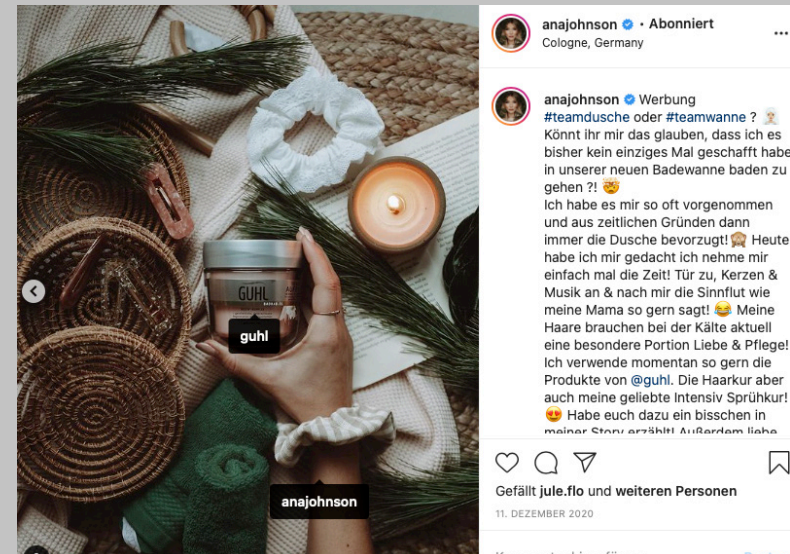 anajohnson • Abonniert
Cologne, Germany
anajohnson Werbung
#teamdusche oder #teamwanne ?
Könnt ihr mir das glauben, dass ich es
bisher kein einziges Mal geschafft habe
in unserer neuen Badewanne baden zu
gehen ?! 🤯
Ich habe es mir so oft vorgenommen
und aus zeitlichen Gründen dann
immer die Dusche bevorzugt! 🙈 Heute
habe ich mir gedacht ich nehme mir
einfach mal die Zeit! Tür zu, Kerzen &
Musik an & nach mir die Sinnflut wie
meine Mama so gern sagt! 😂 Meine
Haare brauchen bei der Kälte aktuell
eine besondere Portion Liebe & Pflege!
Ich verwende momentan so gern die
Produkte von @guhl. Die Haarkur aber
auch meine geliebte Intensiv Sprühkur!
😍 Habe euch dazu ein bisschen in
meiner Story erzählt! Außerdem liebe
GUHL
guhl
anajohnson
Gefällt jule.flo und weiteren Personen
11. DEZEMBER 2020